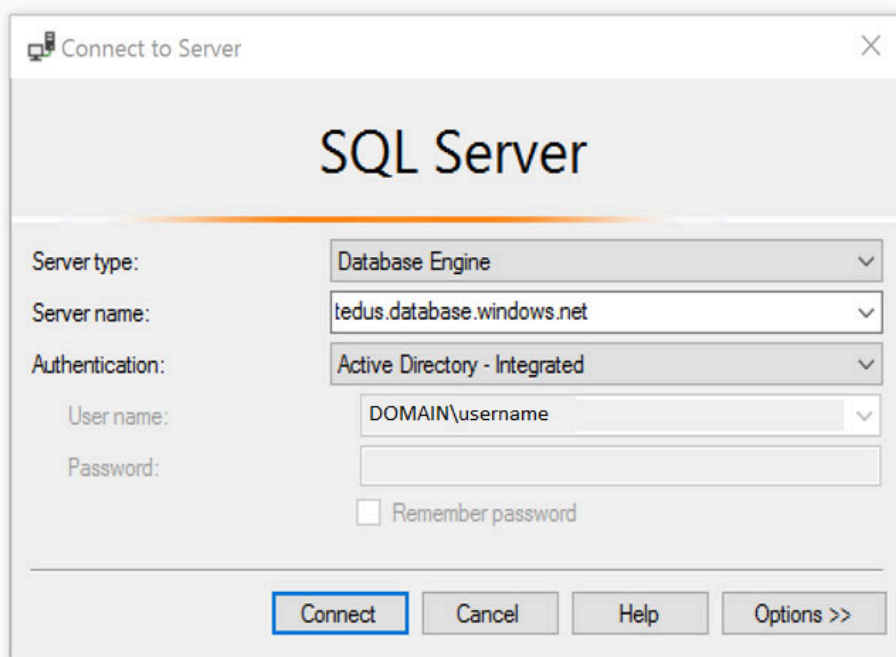 Connect to Server
SQL Server
Server type: Database Engine
Server name: tedus.database.windows.net
Authentication: Active Directory - Integrated
User name: DOMAIN\username
Password:
Remember password
Connect Cancel Help Options >>